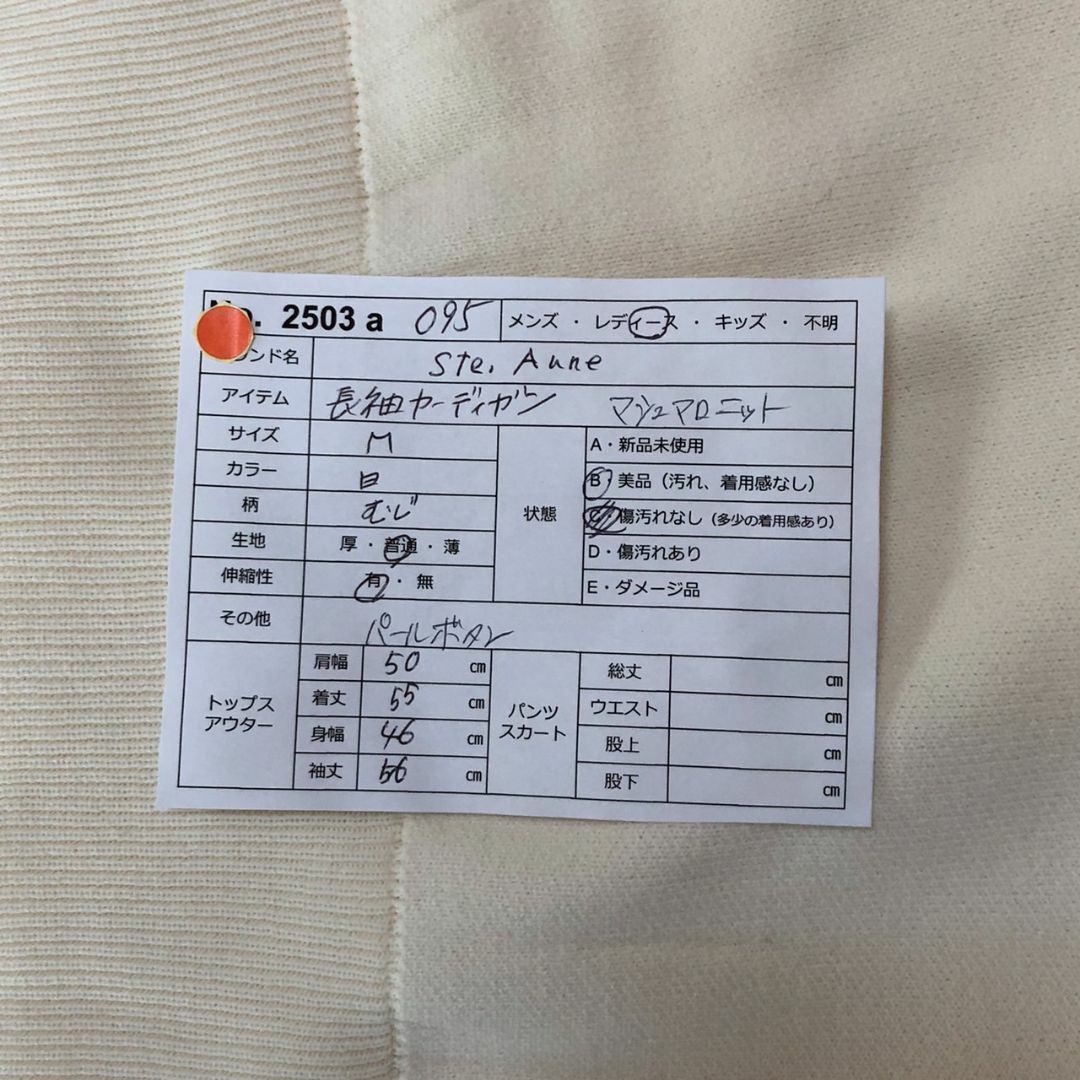 No. 2503 a 095 メンズ ・ レディース ・ キッズ ・ 不明
ンド名 Ste. Aune
アイテム 長袖カーディガン マシュマロニット
サイズ M
カラー 白
柄 むじ
生地 厚・普通・薄
伸縮性 有・無
状態
A・新品未使用
B・美品（汚れ、着用感なし）
C・傷汚れなし（多少の着用感あり）
D・傷汚れあり
E・ダメージ品
その他 パールボタン
トップス
アウター
肩幅 50 ㎝
着丈 55 ㎝
身幅 46 ㎝
袖丈 56 ㎝
パンツ
スカート
総丈 ㎝
ウエスト ㎝
股上 ㎝
股下 ㎝